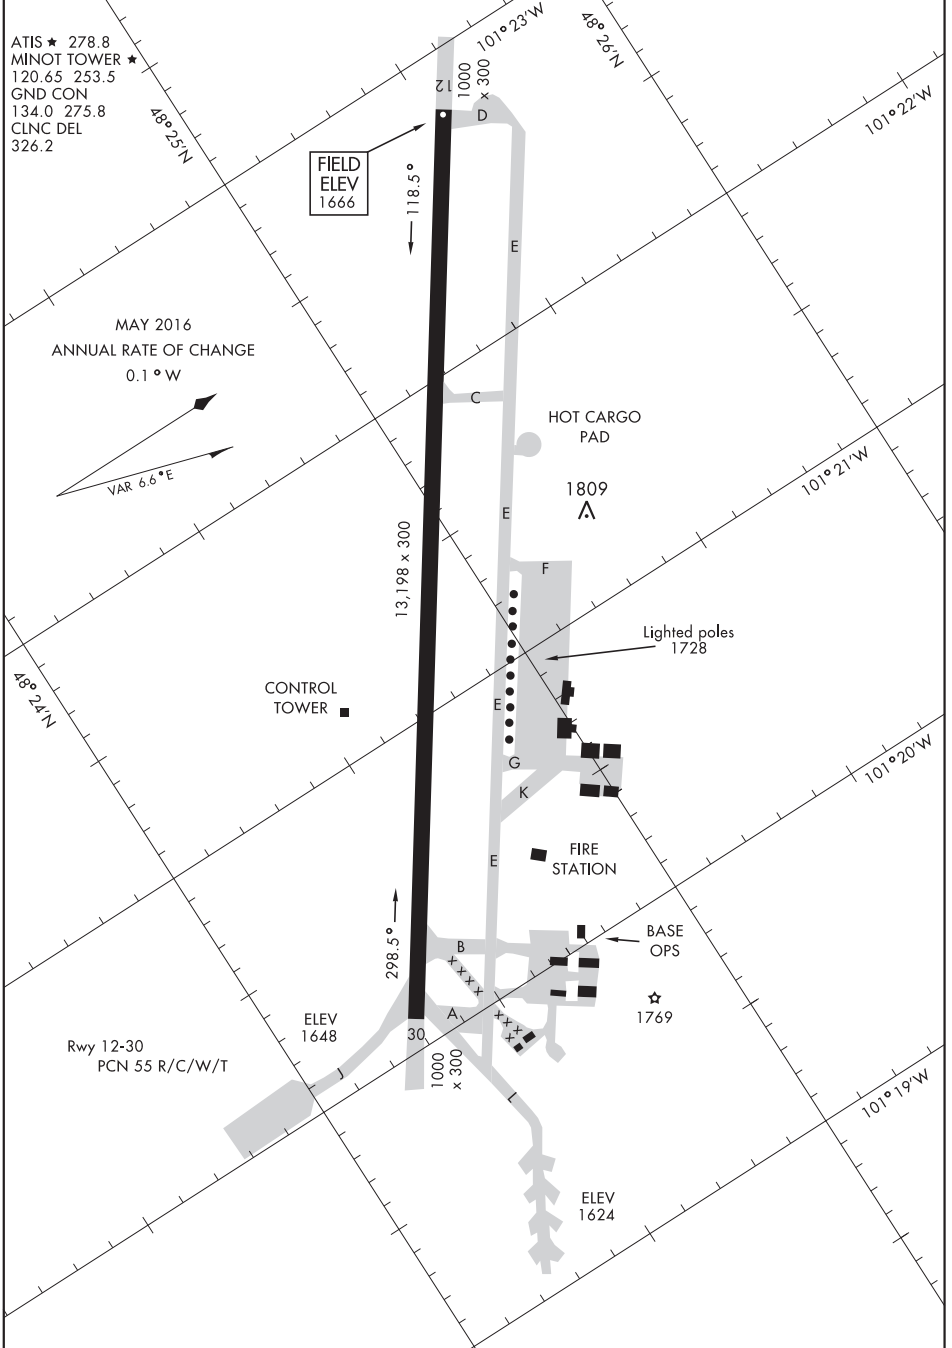 ATIS ★ 278.8
MINOT TOWER ★
120.65 253.5
GND CON
134.0 275.8
CLNC DEL
326.2
101°23'W
48°26'N
48°25'N
101°22'W
12
1000
x 300
D
FIELD
ELEV
1666
118.5°
E
MAY 2016
ANNUAL RATE OF CHANGE
0.1° W
VAR 6.6°E
C
HOT CARGO
PAD
101°21'W
1809
E
13,198 x 300
F
Lighted poles
1728
48°24'N
CONTROL
TOWER
E
G
101°20'W
K
FIRE
STATION
E
298.5°
B
BASE
OPS
x x x x
A
x x x x
1769
ELEV
1648
30
1000
x 300
Rwy 12-30
PCN 55 R/C/W/T
J
L
101°19'W
ELEV
1624